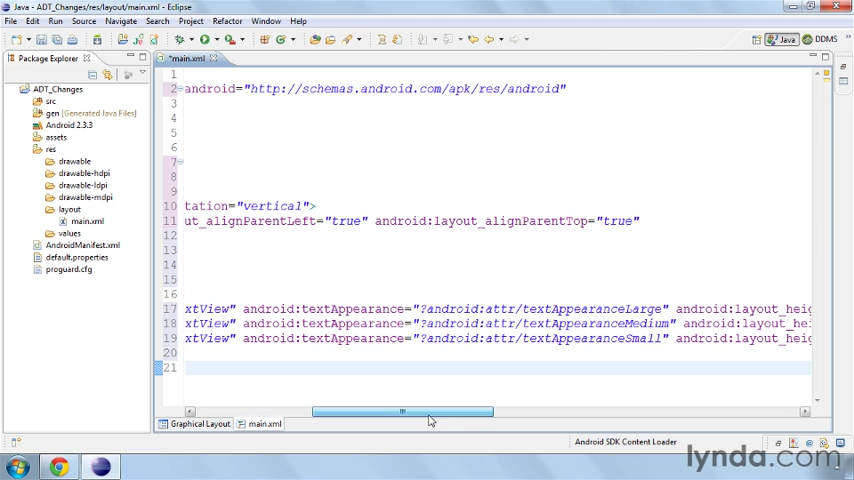 Java - ADT_Changes/res/layout/main.xml - Eclipse
File Edit Run Source Navigate Search Project Refactor Window Help
Java DDMS
Package Explorer
*main.xml
ADT_Changes
src
gen [Generated Java Files]
Android 2.3.3
assets
res
drawable
drawable-hdpi
drawable-ldpi
drawable-mdpi
layout
main.xml
values
AndroidManifest.xml
default.properties
proguard.cfg
1
2 android="http://schemas.android.com/apk/res/android"
3
4
5
6
7
8
9
10 tation="vertical">
11 ut_alignParentLeft="true" android:layout_alignParentTop="true"
12
13
14
15
16
17 xtView" android:textAppearance="?android:attr/textAppearanceLarge" android:layout_heig
18 xtView" android:textAppearance="?android:attr/textAppearanceMedium" android:layout_hei
19 xtView" android:textAppearance="?android:attr/textAppearanceSmall" android:layout_heig
20
21
Graphical Layout main.xml
Android SDK Content Loader
lynda.com